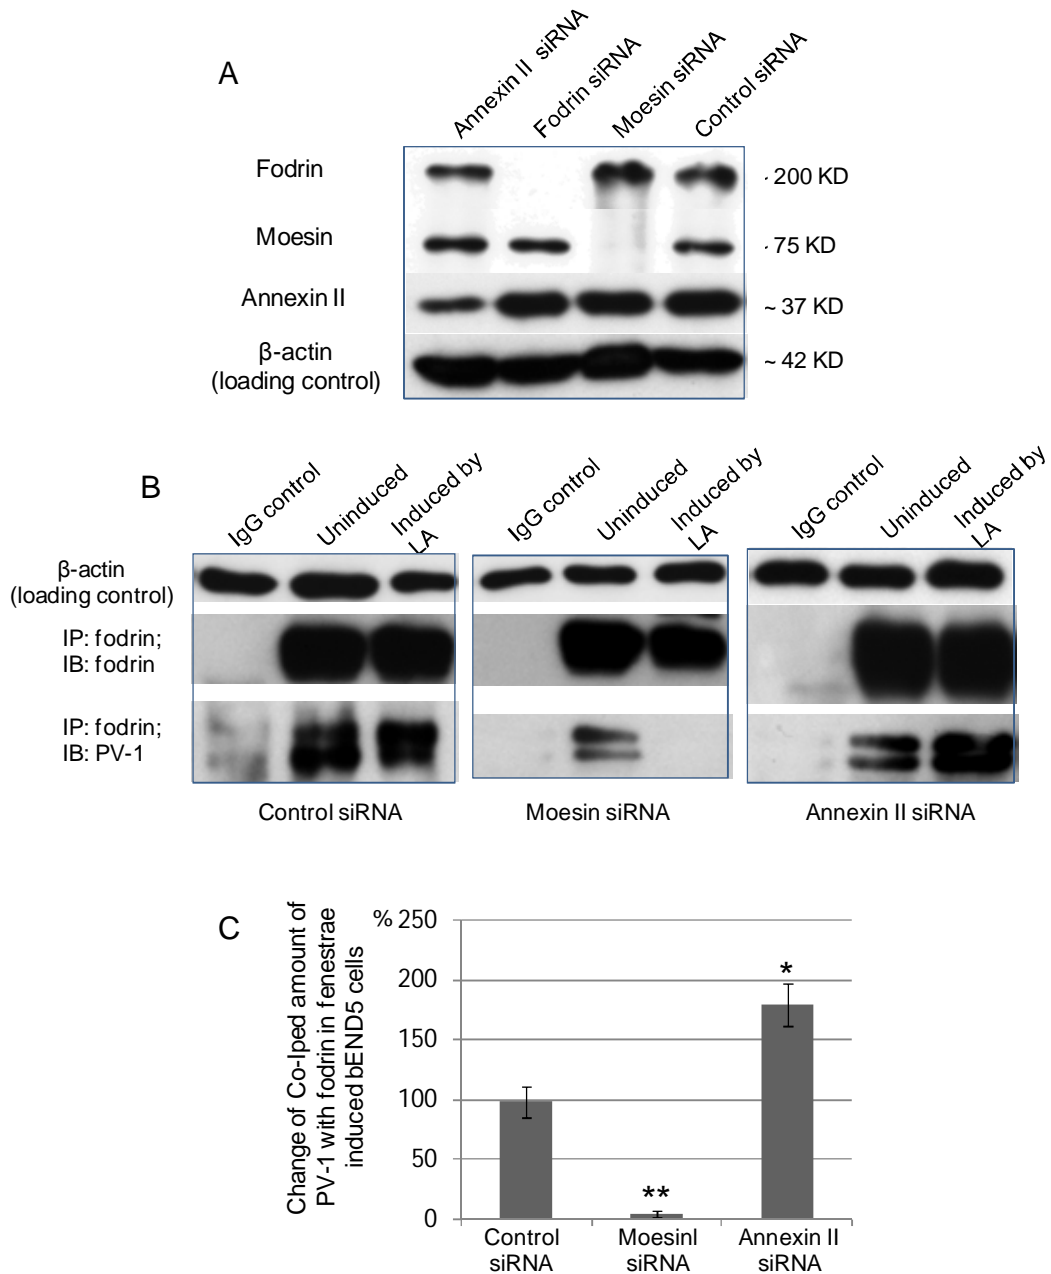 A
Annexin II siRNA
Fodrin siRNA
Moesin siRNA
Control siRNA
Fodrin
~ 200 KD
Moesin
~ 75 KD
Annexin II
~ 37 KD
β-actin
(loading control)
~ 42 KD
B
IgG control
Uninduced
Induced by
LA
IgG control
Uninduced
Induced by
LA
IgG control
Uninduced
Induced by
LA
β-actin
(loading control)
IP: fodrin;
IB: fodrin
IP: fodrin;
IB: PV-1
Control siRNA
Moesin siRNA
Annexin II siRNA
C
Change of Co-Iped amount of
PV-1 with fodrin in fenestrae
induced bEND5 cells
% 250
200
150
100
50
0
*
**
Control
siRNA
Moesinl
siRNA
Annexin II
siRNA